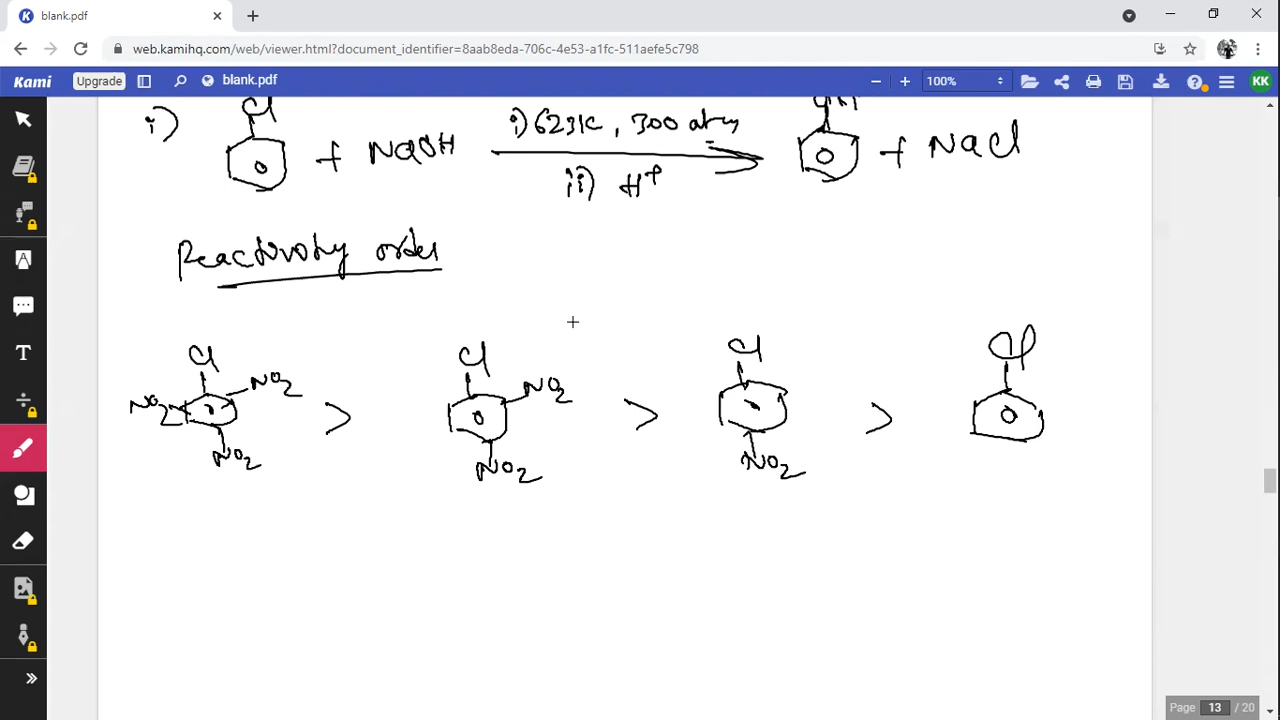 blank.pdf
web.kamihq.com/web/viewer.html?document_identifier=8aab8eda-706c-4e53-a1fc-511aefe5c798
Kami Upgrade blank.pdf 100% KK
i) Cl + NaOH i) 623K, 300 atm + NaCl
ii) H+
Reactivity order
Cl Cl Cl Cl
NO2 NO2 > NO2 > >
NO2 NO2 NO2
Page 13 / 20